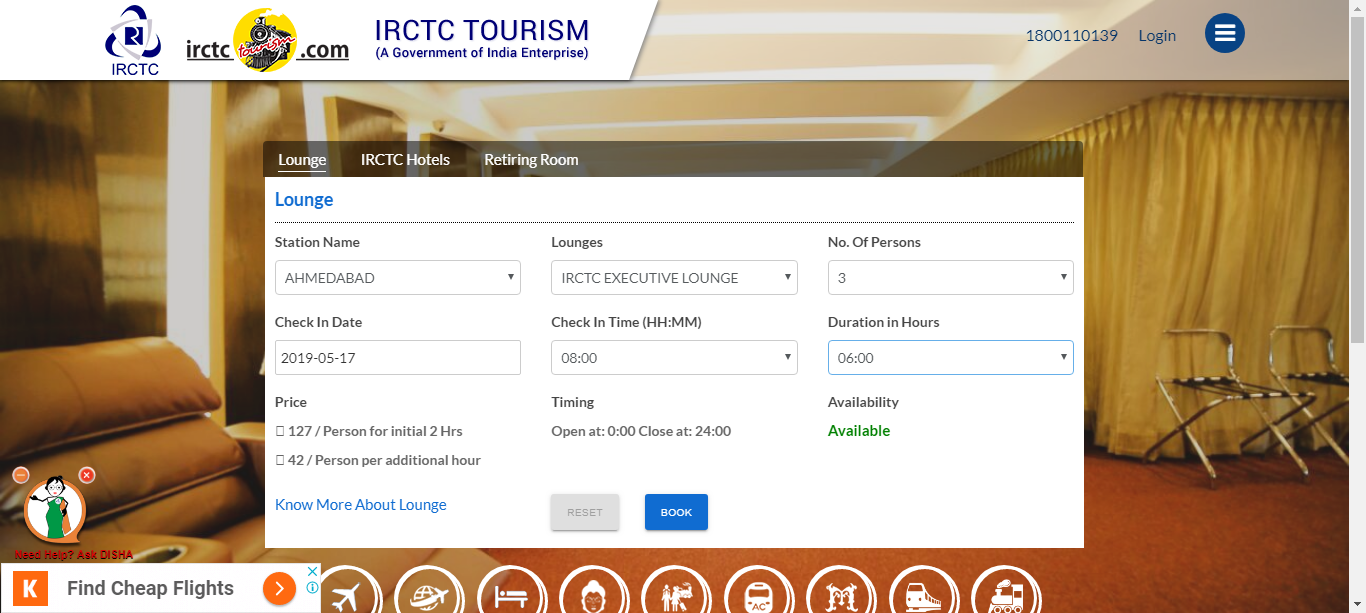 IRCTC
irctc tourism .com
IRCTC TOURISM
(A Government of India Enterprise)
1800110139 Login
Lounge IRCTC Hotels Retiring Room
Lounge
Station Name Lounges No. Of Persons
AHMEDABAD IRCTC EXECUTIVE LOUNGE 3
Check In Date Check In Time (HH:MM) Duration in Hours
2019-05-17 08:00 06:00
Price Timing Availability
127 / Person for initial 2 Hrs Open at: 0:00 Close at: 24:00 Available
42 / Person per additional hour
Know More About Lounge RESET BOOK
Need Help? Ask DISHA
K Find Cheap Flights
AC